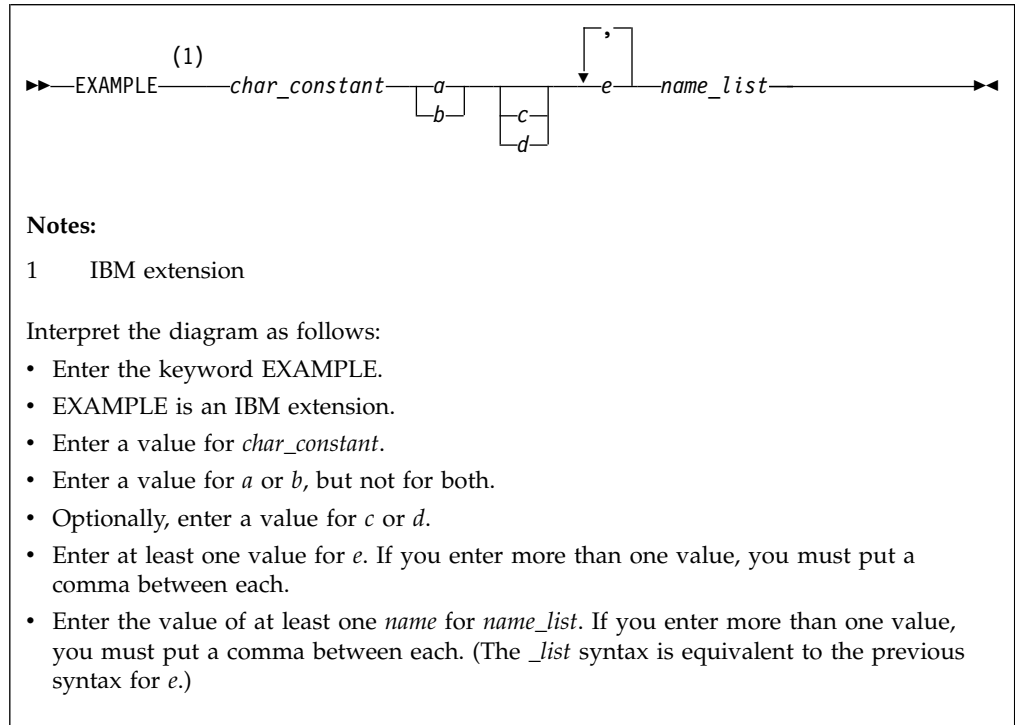 ,
(1)
EXAMPLE char_constant a e name_list
b c
d
Notes:
1 IBM extension
Interpret the diagram as follows:
• Enter the keyword EXAMPLE.
• EXAMPLE is an IBM extension.
• Enter a value for char_constant.
• Enter a value for a or b, but not for both.
• Optionally, enter a value for c or d.
• Enter at least one value for e. If you enter more than one value, you must put a
comma between each.
• Enter the value of at least one name for name_list. If you enter more than one value,
you must put a comma between each. (The _list syntax is equivalent to the previous
syntax for e.)